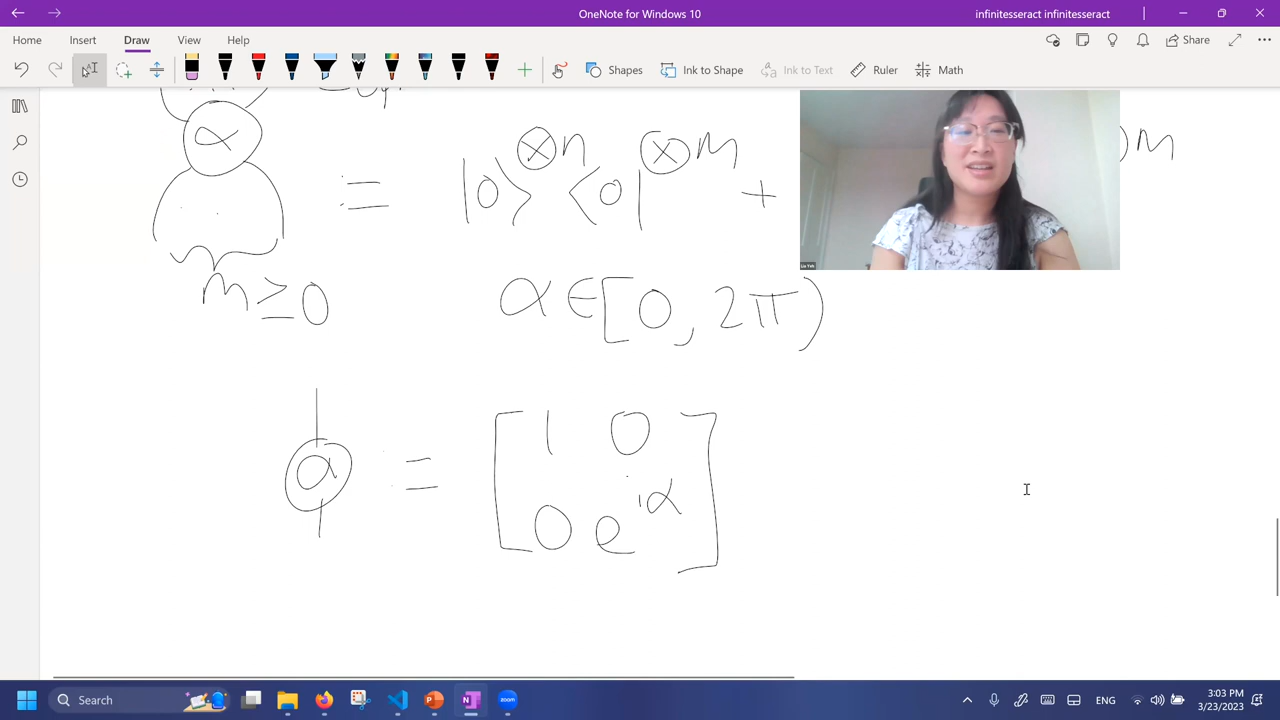 OneNote for Windows 10
infinitesseract infinitesseract
Home Insert Draw View Help
Share
Shapes Ink to Shape Ink to Text Ruler Math
α
:= |0⟩⊗n ⟨0|⊗m +
m
m ≥ 0
α ∈ [0, 2π)
α = [1 0
0 e^iα]
Search
ENG
3:03 PM
3/23/2023